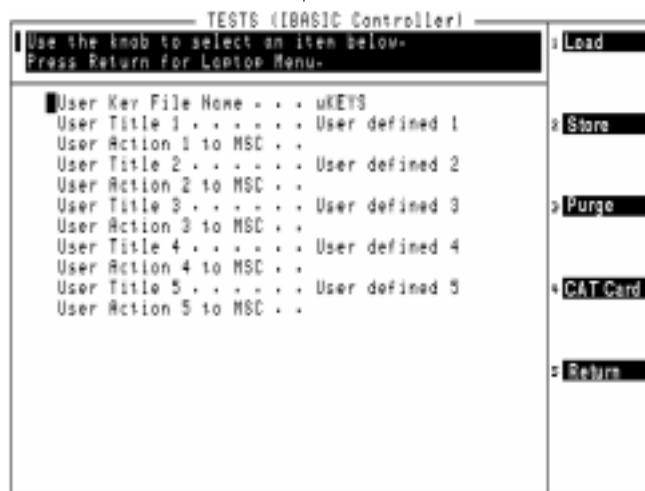 TESTS (IBASIC Controller)
Use the knob to select an item below.
Press Return for Laptop Menu.
User Key File Name . . . uKEYS
User Title 1 . . . . . . User defined 1
User Action 1 to MSC . .
User Title 2 . . . . . . User defined 2
User Action 2 to MSC . .
User Title 3 . . . . . . User defined 3
User Action 3 to MSC . .
User Title 4 . . . . . . User defined 4
User Action 4 to MSC . .
User Title 5 . . . . . . User defined 5
User Action 5 to MSC . .
1 Load
2 Store
3 Purge
4 CAT Card
5 Return